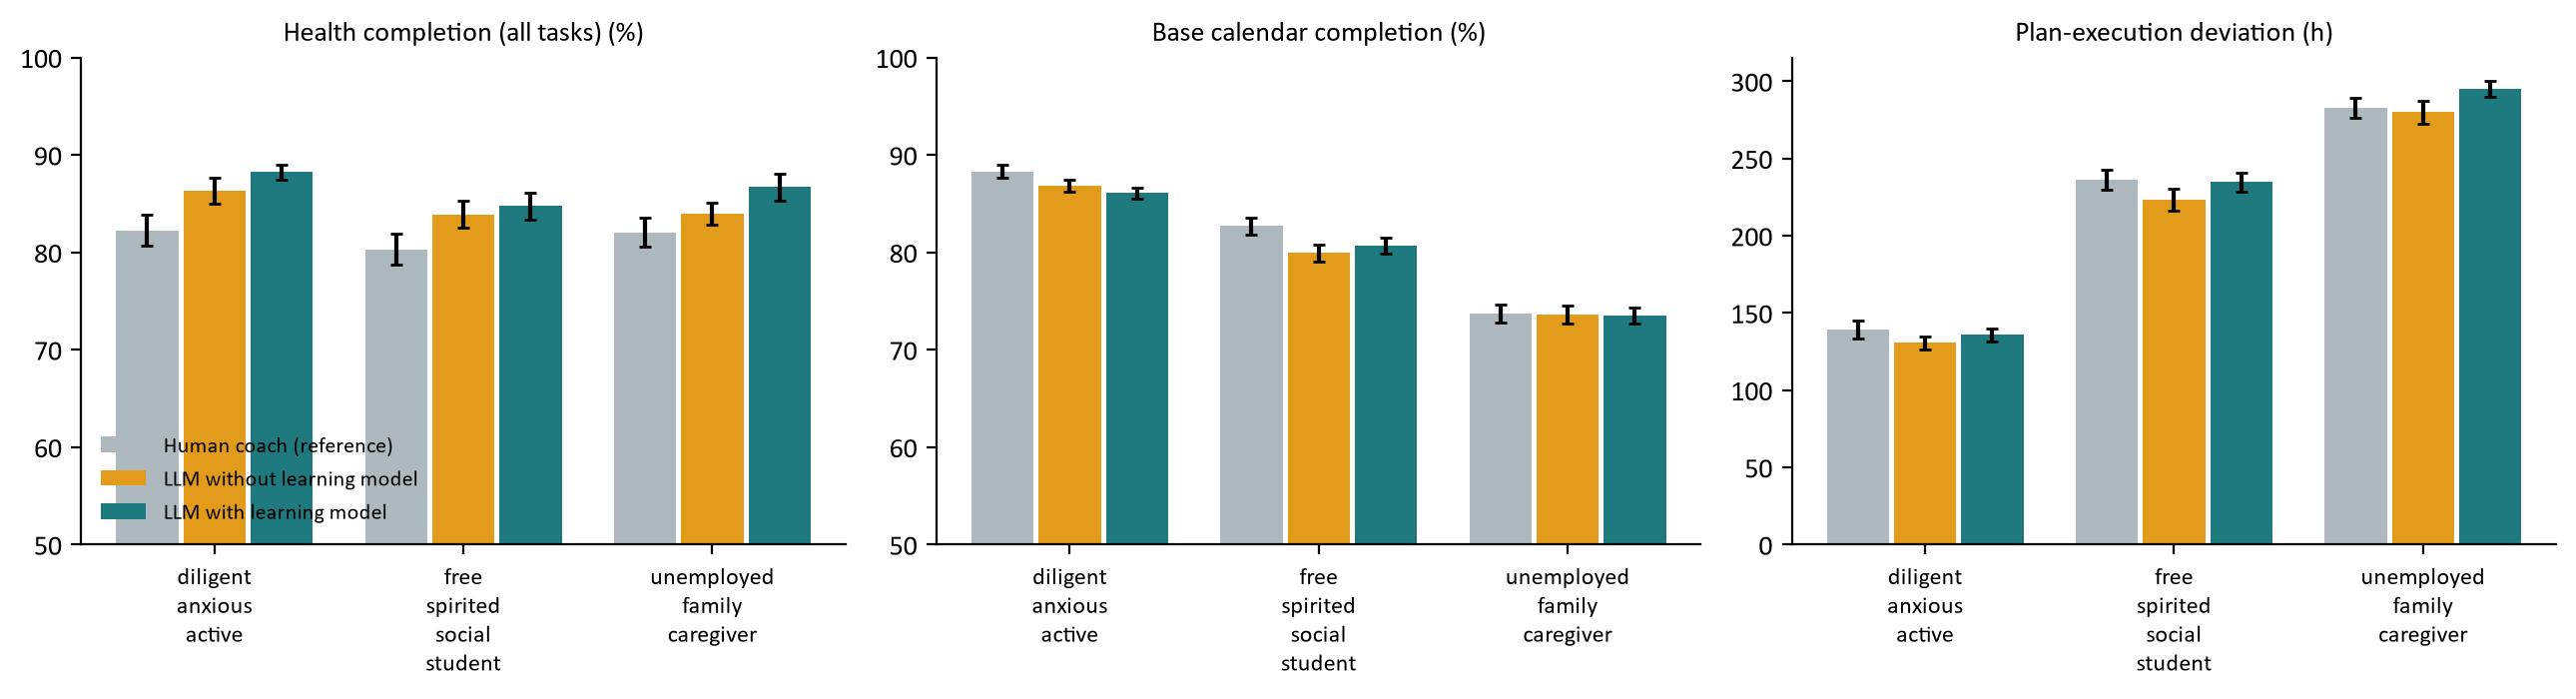 Health completion (all tasks) (%)
100
90
80
70
60
50
Human coach (reference)
LLM without learning model
LLM with learning model
diligent
anxious
active
free
spirited
social
student
unemployed
family
caregiver
Base calendar completion (%)
100
90
80
70
60
50
diligent
anxious
active
free
spirited
social
student
unemployed
family
caregiver
Plan-execution deviation (h)
300
250
200
150
100
50
0
diligent
anxious
active
free
spirited
social
student
unemployed
family
caregiver